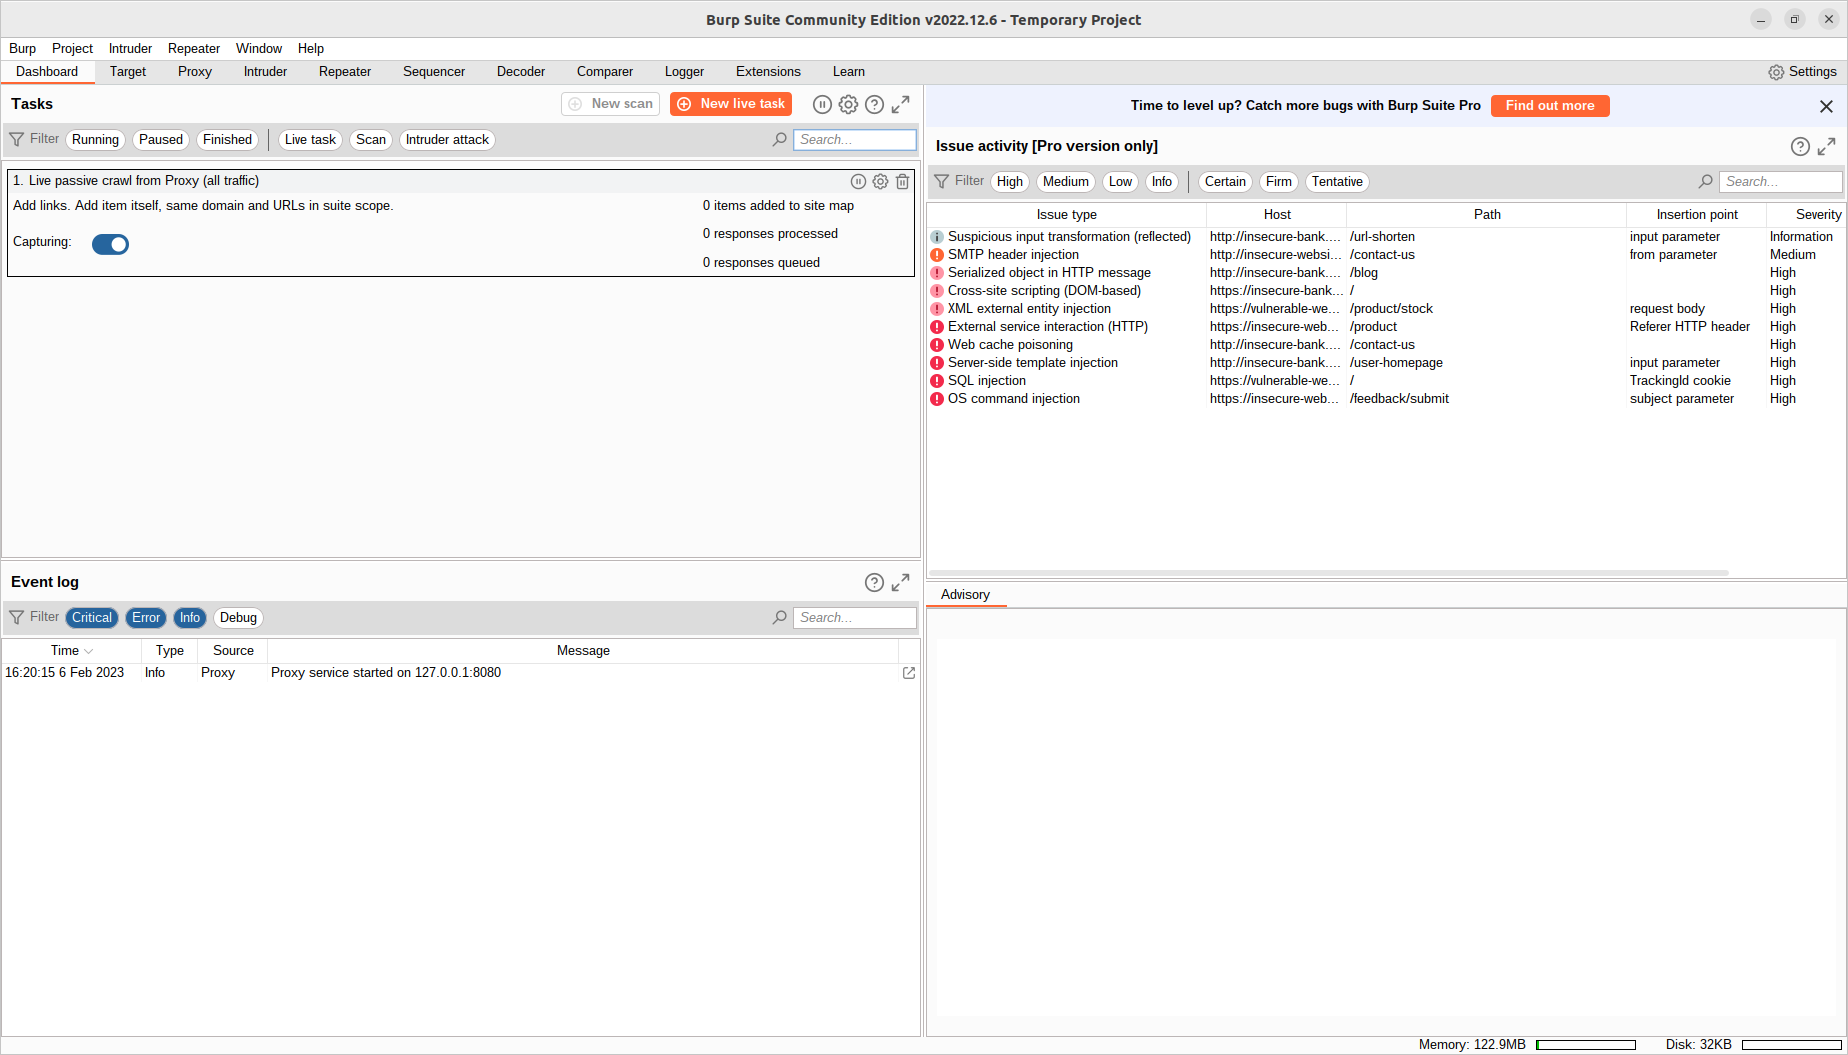 Burp Suite Community Edition v2022.12.6 - Temporary Project
Burp Project Intruder Repeater Window Help
Dashboard Target Proxy Intruder Repeater Sequencer Decoder Comparer Logger Extensions Learn Settings
Tasks New scan New live task
Filter Running Paused Finished Live task Scan Intruder attack Search...
1. Live passive crawl from Proxy (all traffic)
Add links. Add item itself, same domain and URLs in suite scope. 0 items added to site map
0 responses processed
Capturing:
0 responses queued
Event log
Filter Critical Error Info Debug Search...
Time Type Source Message
16:20:15 6 Feb 2023 Info Proxy Proxy service started on 127.0.0.1:8080
Time to level up? Catch more bugs with Burp Suite Pro Find out more
Issue activity [Pro version only]
Filter High Medium Low Info Certain Firm Tentative Search...
Issue type Host Path Insertion point Severity
Suspicious input transformation (reflected) http://insecure-bank.... /url-shorten input parameter Information
SMTP header injection http://insecure-websi... /contact-us from parameter Medium
Serialized object in HTTP message http://insecure-bank.... /blog High
Cross-site scripting (DOM-based) https://insecure-bank... / High
XML external entity injection https://vulnerable-we... /product/stock request body High
External service interaction (HTTP) https://insecure-web... /product Referer HTTP header High
Web cache poisoning http://insecure-bank.... /contact-us High
Server-side template injection http://insecure-bank.... /user-homepage input parameter High
SQL injection https://vulnerable-we... / TrackingId cookie High
OS command injection https://insecure-web... /feedback/submit subject parameter High
Advisory
Memory: 122.9MB Disk: 32KB